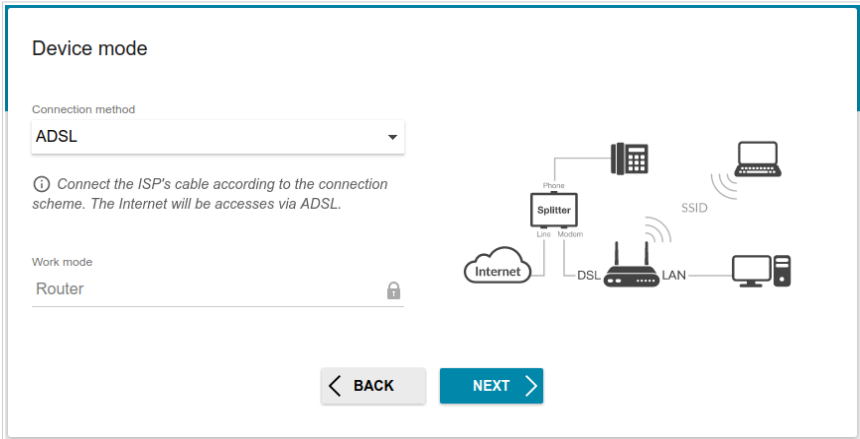 Device mode
Connection method
ADSL
Connect the ISP's cable according to the connection
scheme. The Internet will be accesses via ADSL.
Work mode
Router
Phone
Splitter
Line Modem
SSID
Internet
DSL
LAN
BACK
NEXT